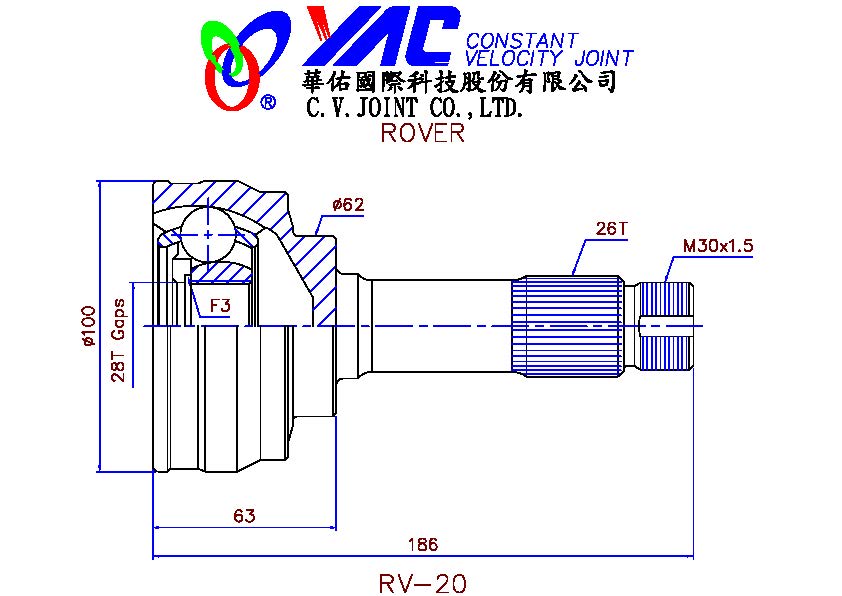 YAC CONSTANT
VELOCITY JOINT
®
華佑國際科技股份有限公司
C.V.JOINT CO.,LTD.
ROVER
ø62
26T
M30x1.5
F3
ø100
28T Gaps
63
186
RV-20